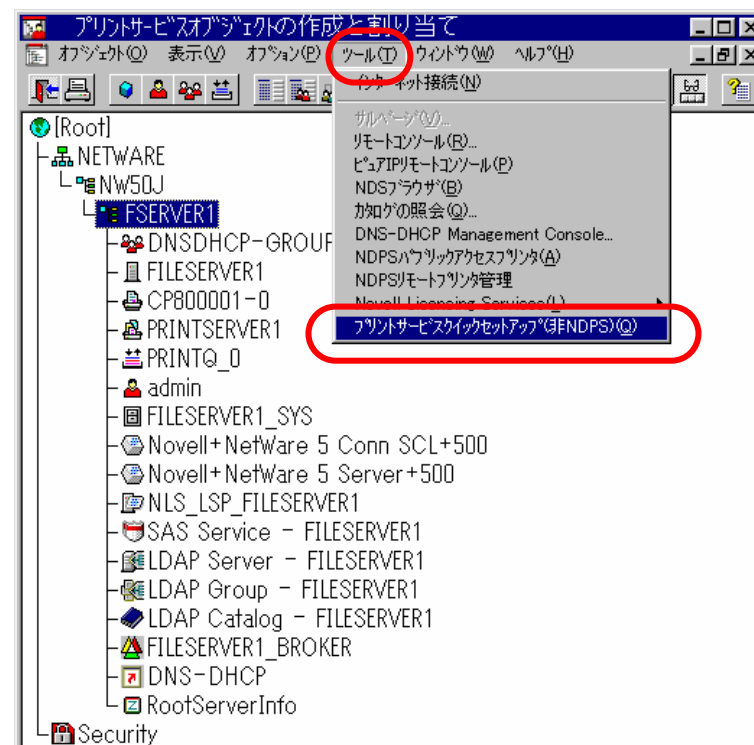 プリントサービスオブジェクトの作成と割り当て
オブジェクト(O) 表示(V) オプション(P) ツール(T) ウィンドウ(W) ヘルプ(H)
インターネット接続(N)
サルベージ(V)...
リモートコンソール(R)...
ピュアIPリモートコンソール(P)
NDSブラウザ(B)
カタログの照会(Q)...
DNS-DHCP Management Console...
NDPSパブリックアクセスプリンタ(A)
NDPSリモートプリンタ管理
Novell Licensing Services(L)
プリントサービスクイックセットアップ(非NDPS)(Q)
[Root]
NETWARE
NW50J
FSERVER1
DNSDHCP-GROUP
FILESERVER1
CP800001-0
PRINTSERVER1
PRINTQ_0
admin
FILESERVER1_SYS
Novell+NetWare 5 Conn SCL+500
Novell+NetWare 5 Server+500
NLS_LSP_FILESERVER1
SAS Service - FILESERVER1
LDAP Server - FILESERVER1
LDAP Group - FILESERVER1
LDAP Catalog - FILESERVER1
FILESERVER1_BROKER
DNS-DHCP
RootServerInfo
Security